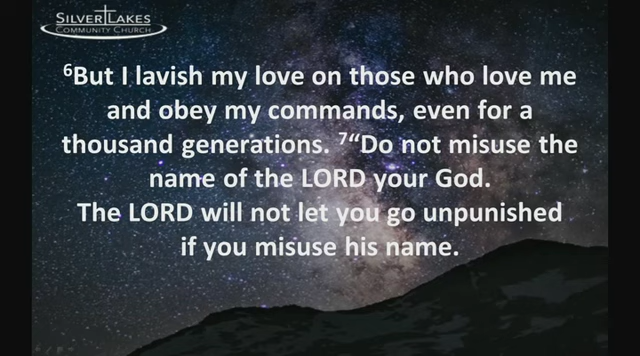 SILVER LAKES
COMMUNITY CHURCH
⁶But I lavish my love on those who love me
and obey my commands, even for a
thousand generations. ⁷“Do not misuse the
name of the LORD your God.
The LORD will not let you go unpunished
if you misuse his name.